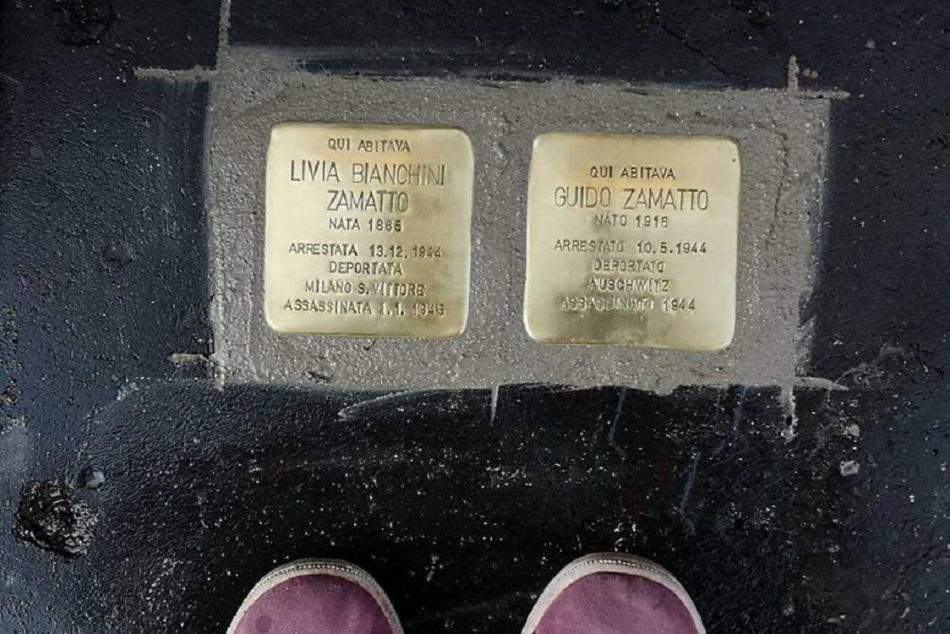 QUI ABITAVA
LIVIA BIANCHINI
ZAMATTO
NATA 1885
ARRESTATA 13.12.1944
DEPORTATA
MILANO S. VITTORE
ASSASSINATA 1.1.1945
QUI ABITAVA
GUIDO ZAMATTO
NATO 1916
ARRESTATO 10.5.1944
DEPORTATO
AUSCHWITZ
ASSASSINATO 1944